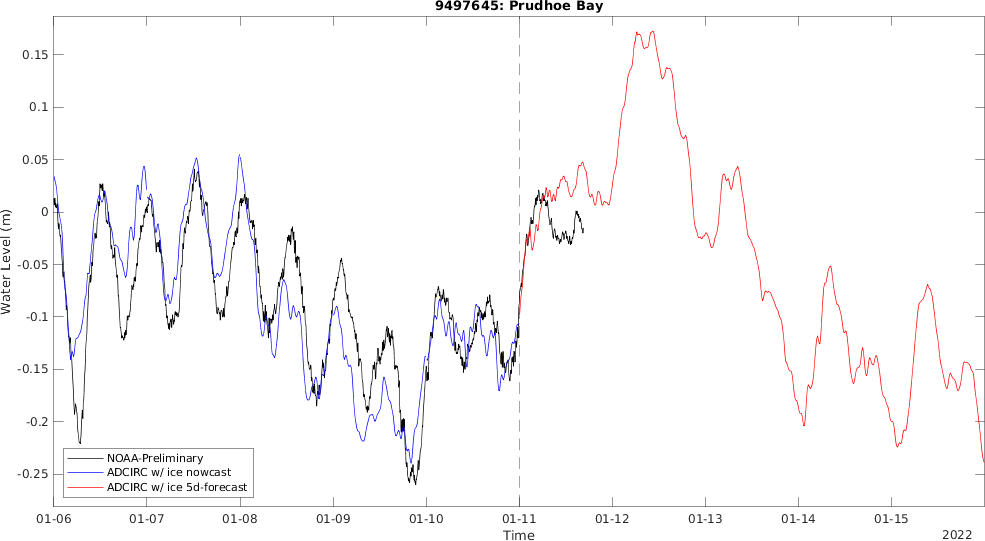 9497645: Prudhoe Bay
Water Level (m)
0.15
0.1
0.05
0
-0.05
-0.1
-0.15
-0.2
-0.25
NOAA-Preliminary
ADCIRC w/ ice nowcast
ADCIRC w/ ice 5d-forecast
01-06 01-07 01-08 01-09 01-10 01-11 01-12 01-13 01-14 01-15
Time
2022